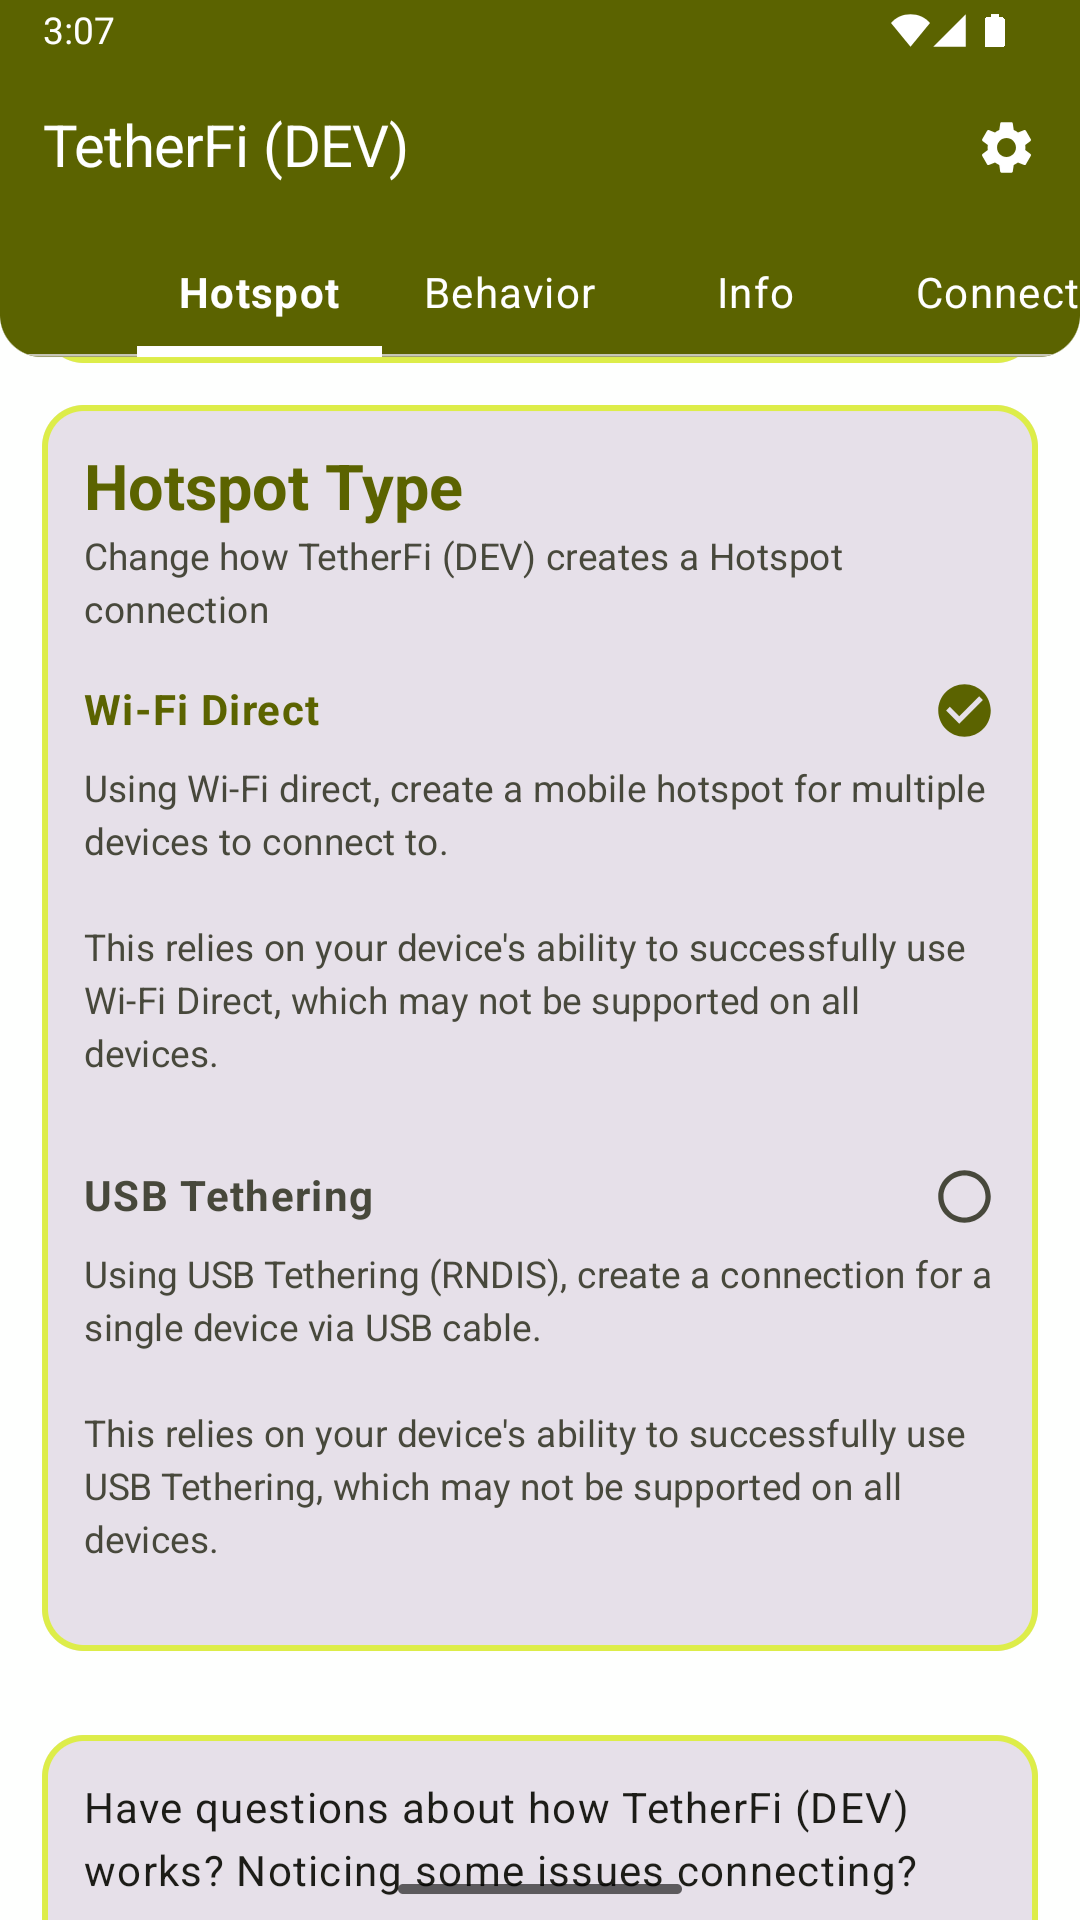 3:07
TetherFi (DEV)
Hotspot Behavior Info Connect
Hotspot Type
Change how TetherFi (DEV) creates a Hotspot
connection
Wi-Fi Direct
Using Wi-Fi direct, create a mobile hotspot for multiple
devices to connect to.
This relies on your device's ability to successfully use
Wi-Fi Direct, which may not be supported on all
devices.
USB Tethering
Using USB Tethering (RNDIS), create a connection for a
single device via USB cable.
This relies on your device's ability to successfully use
USB Tethering, which may not be supported on all
devices.
Have questions about how TetherFi (DEV)
works? Noticing some issues connecting?